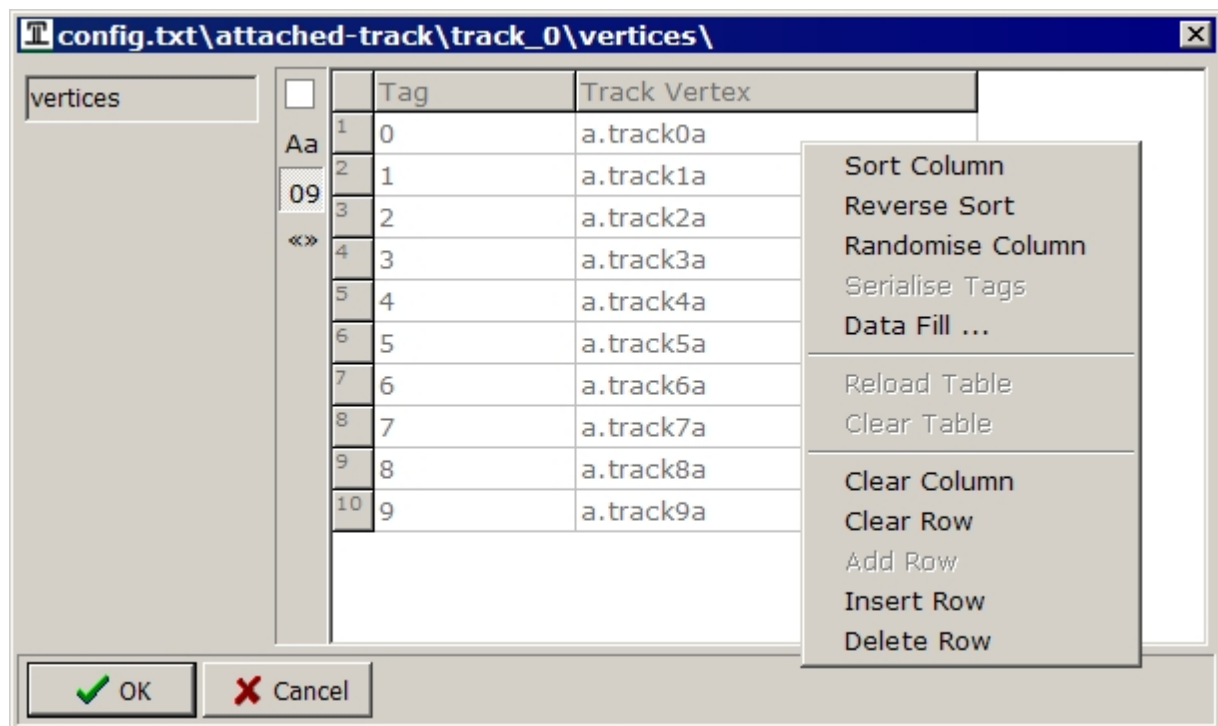 T config.txt\attached-track\track_0\vertices\
vertices
Aa
09
«»
Tag Track Vertex
1 0 a.track0a
2 1 a.track1a
3 2 a.track2a
4 3 a.track3a
5 4 a.track4a
6 5 a.track5a
7 6 a.track6a
8 7 a.track7a
9 8 a.track8a
10 9 a.track9a
Sort Column
Reverse Sort
Randomise Column
Serialise Tags
Data Fill ...
Reload Table
Clear Table
Clear Column
Clear Row
Add Row
Insert Row
Delete Row
OK Cancel